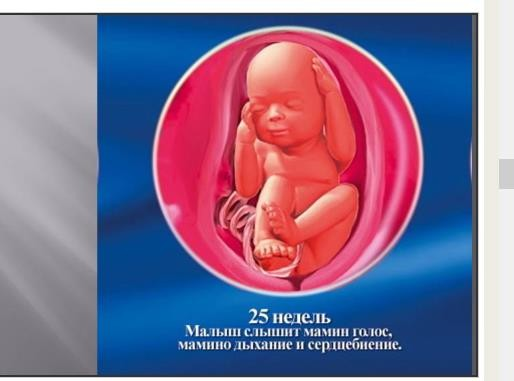 25 недель
Малыш слышит мамин голос,
мамино дыхание и сердцебиение.